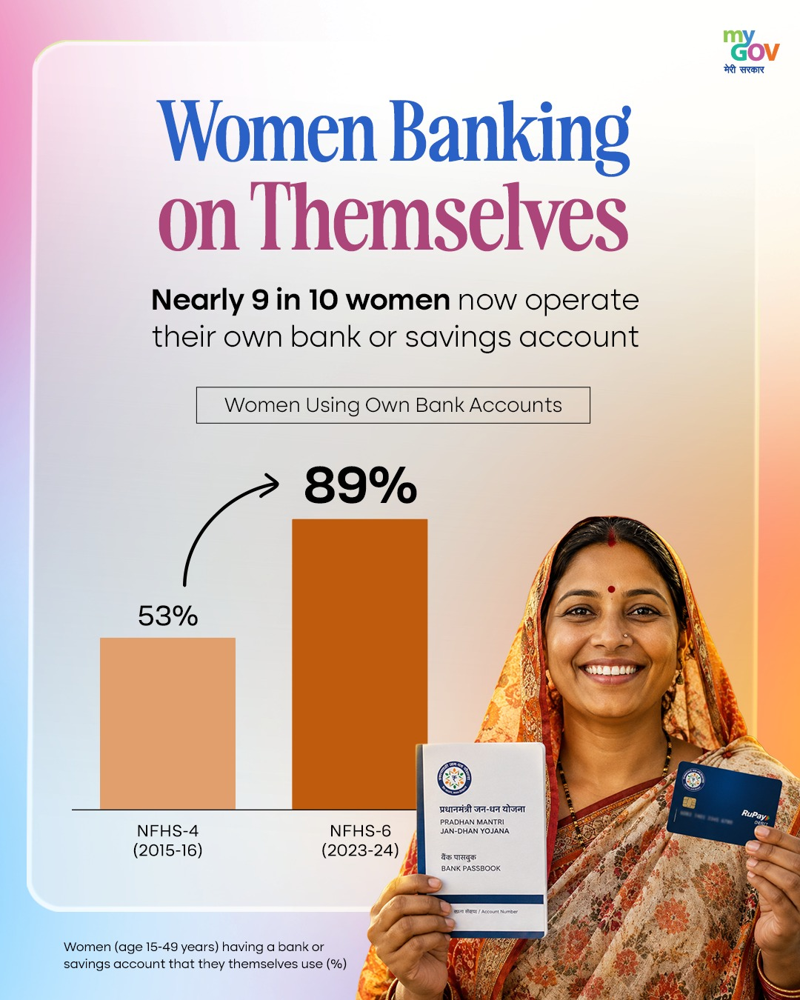 my
GOV
मेरी सरकार
Women Banking
on Themselves
Nearly 9 in 10 women now operate
their own bank or savings account
Women Using Own Bank Accounts
89%
53%
NFHS-4
(2015-16)
NFHS-6
(2023-24)
प्रधानमंत्री जन-धन योजना
PRADHAN MANTRI
JAN-DHAN YOJANA
बैंक पासबुक
BANK PASSBOOK
/ Account Number
RuPay
DEBIT
Women (age 15-49 years) having a bank or
savings account that they themselves use (%)